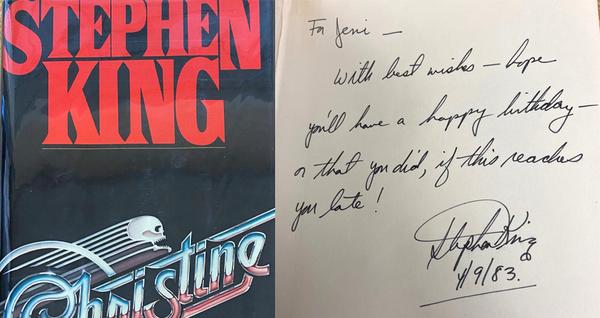 STEPHEN
KING
Christine
For Jeni —
With best wishes — hope
you'll have a happy birthday —
or that you did, if this reaches
you late!
Stephen King
4/9/83.